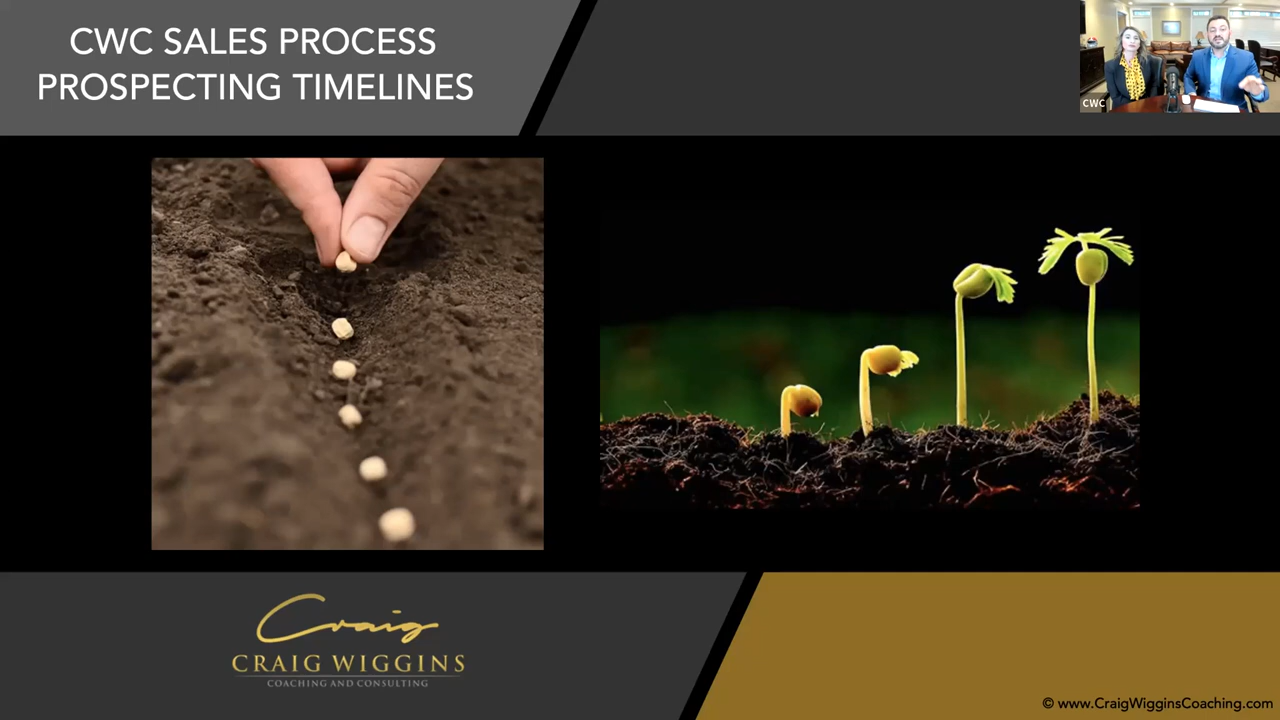 CWC SALES PROCESS
PROSPECTING TIMELINES
CWC
Craig
CRAIG WIGGINS
COACHING AND CONSULTING
© www.CraigWigginsCoaching.com